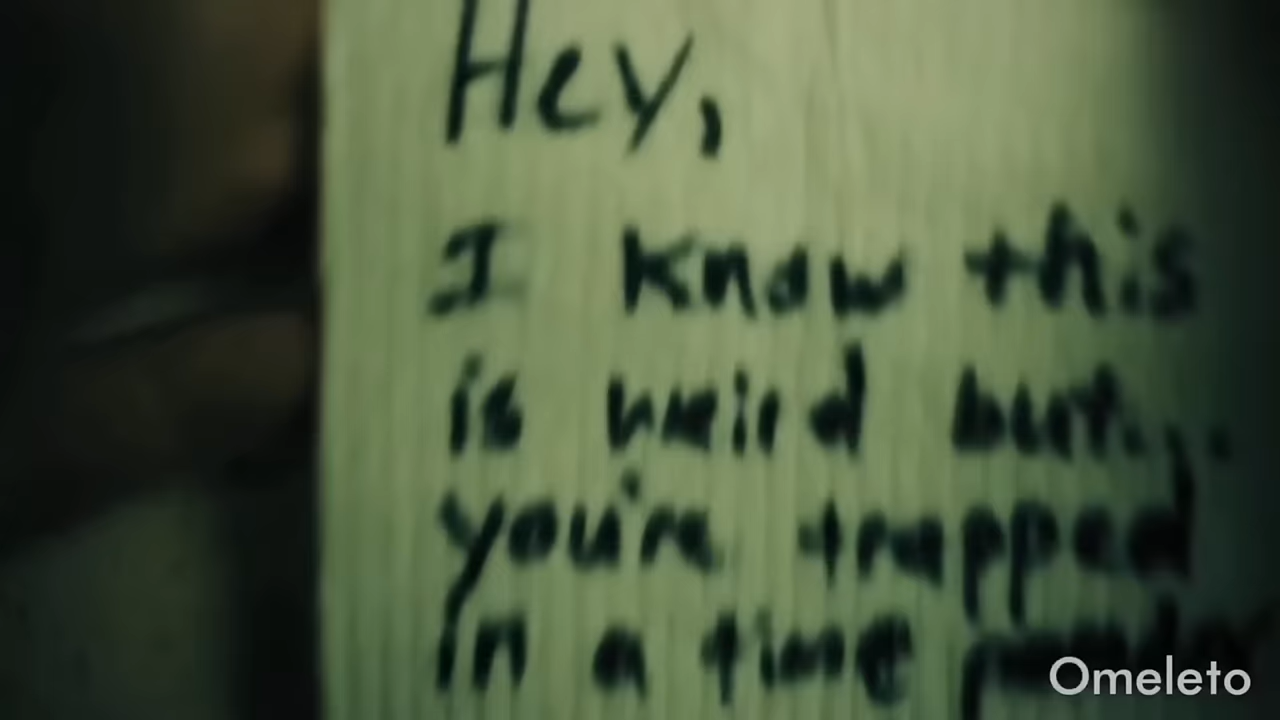 Hey,
I know this
is weird but...
you're trapped
in a time
Omeleto